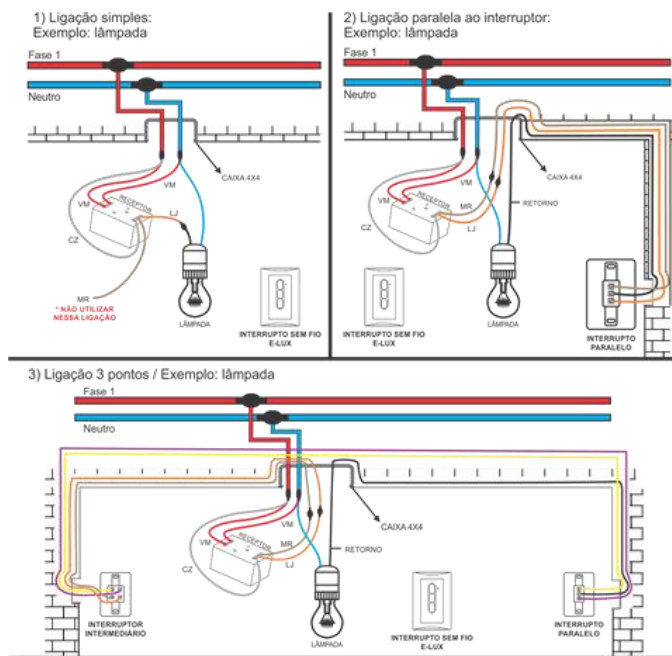 1) Ligação simples:
Exemplo: lâmpada
Fase 1
Neutro
CAIXA 4X4
VM
VM
RECEPTOR
LJ
CZ
MR
* NÃO UTILIZAR
NESSA LIGAÇÃO
LÂMPADA
INTERRUPTO SEM FIO
E-LUX
2) Ligação paralela ao interruptor:
Exemplo: lâmpada
Fase 1
Neutro
CAIXA 4X4
VM
VM
RECEPTOR
MR
LJ
RETORNO
CZ
LÂMPADA
INTERRUPTO SEM FIO
E-LUX
INTERRUPTO
PARALELO
3) Ligação 3 pontos / Exemplo: lâmpada
Fase 1
Neutro
CAIXA 4X4
VM
VM
RECEPTOR
MR
LJ
RETORNO
CZ
INTERRUPTOR
INTERMEDIÁRIO
LÂMPADA
INTERRUPTO SEM FIO
E-LUX
INTERRUPTO
PARALELO